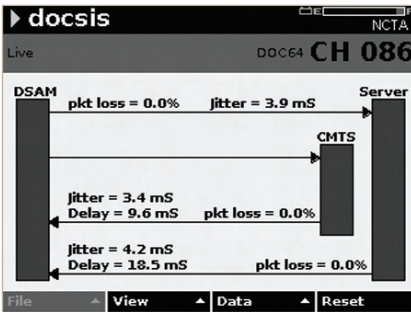 docsis
E F
NCTA
Live
DOC64 CH 086
DSAM
Server
pkt loss = 0.0% Jitter = 3.9 mS
CMTS
Jitter = 3.4 mS
Delay = 9.6 mS pkt loss = 0.0%
Jitter = 4.2 mS
Delay = 18.5 mS pkt loss = 0.0%
File View Data Reset